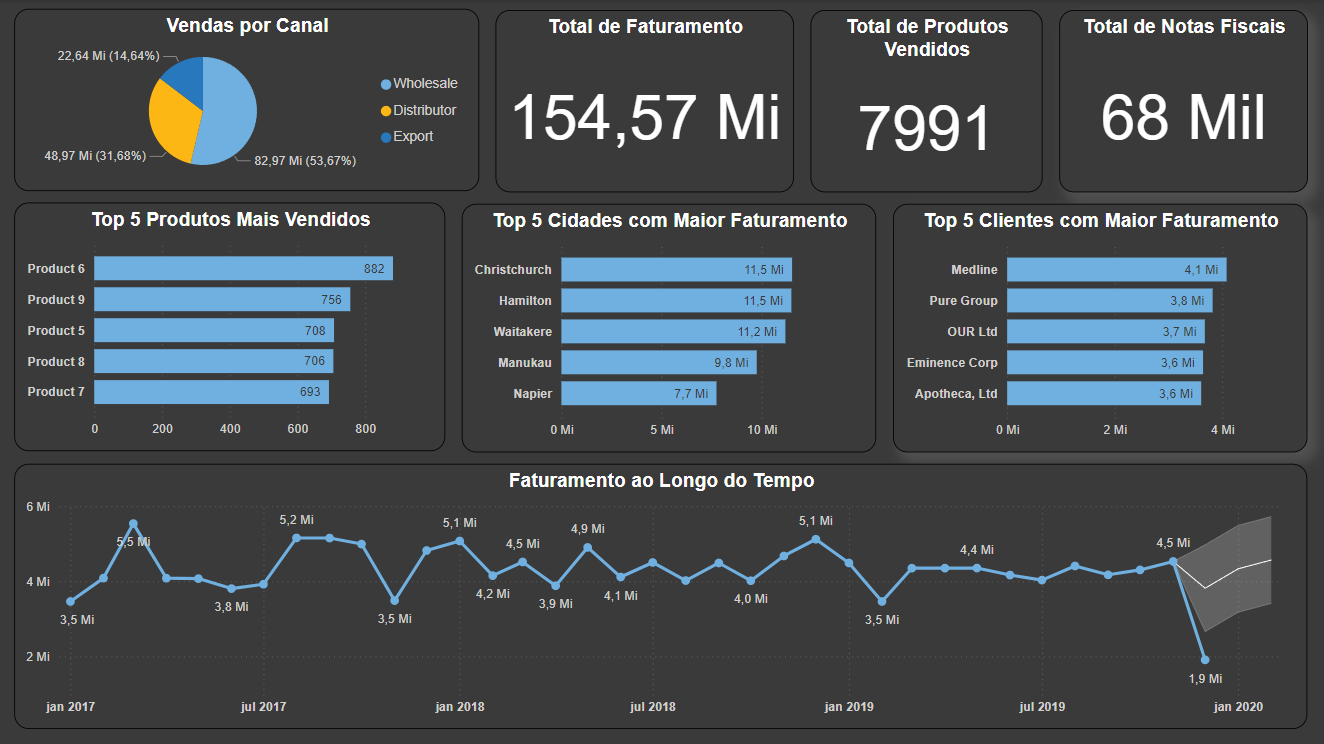 Vendas por Canal
22,64 Mi (14,64%)
48,97 Mi (31,68%)
82,97 Mi (53,67%)
Wholesale
Distributor
Export
Total de Faturamento
154,57 Mi
Total de Produtos
Vendidos
7991
Total de Notas Fiscais
68 Mil
Top 5 Produtos Mais Vendidos
Product 6
882
Product 9
756
Product 5
708
Product 8
706
Product 7
693
0 200 400 600 800
Top 5 Cidades com Maior Faturamento
Christchurch
11,5 Mi
Hamilton
11,5 Mi
Waitakere
11,2 Mi
Manukau
9,8 Mi
Napier
7,7 Mi
0 Mi 5 Mi 10 Mi
Top 5 Clientes com Maior Faturamento
Medline
4,1 Mi
Pure Group
3,8 Mi
OUR Ltd
3,7 Mi
Eminence Corp
3,6 Mi
Apotheca, Ltd
3,6 Mi
0 Mi 2 Mi 4 Mi
Faturamento ao Longo do Tempo
6 Mi
4 Mi
2 Mi
3,5 Mi
5,5 Mi
3,8 Mi
5,2 Mi
3,5 Mi
5,1 Mi
4,2 Mi
4,5 Mi
3,9 Mi
4,9 Mi
4,1 Mi
4,0 Mi
5,1 Mi
3,5 Mi
4,4 Mi
4,5 Mi
1,9 Mi
jan 2017 jul 2017 jan 2018 jul 2018 jan 2019 jul 2019 jan 2020